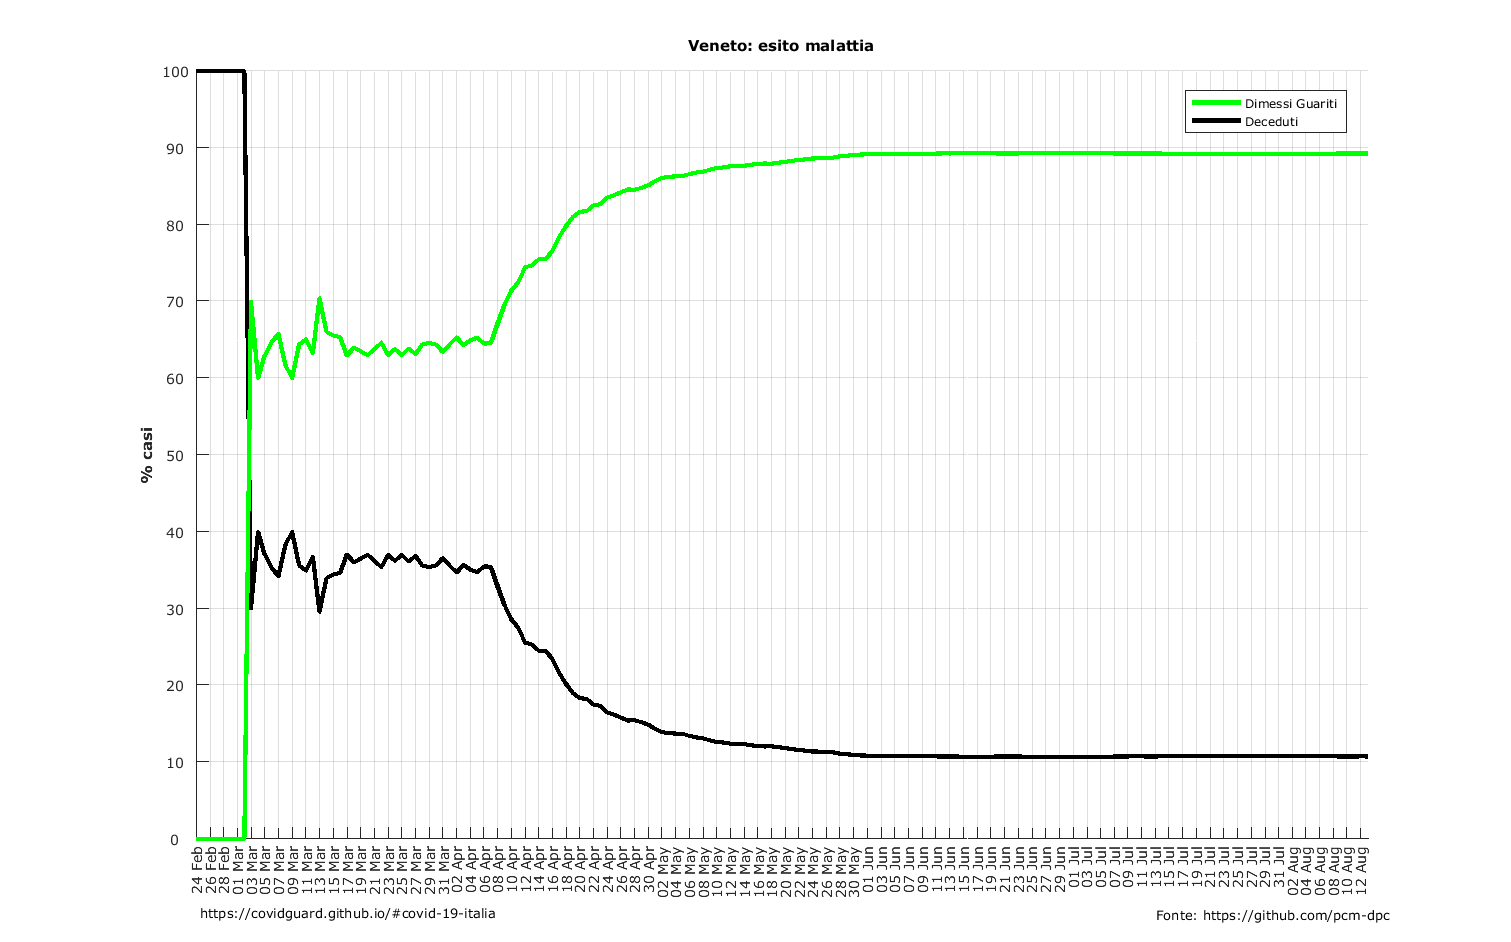 Veneto: esito malattia
100
90
80
70
60
50
40
30
20
10
0
% casi
Dimessi Guariti
Deceduti
24 Feb
26 Feb
28 Feb
01 Mar
03 Mar
05 Mar
07 Mar
09 Mar
11 Mar
13 Mar
15 Mar
17 Mar
19 Mar
21 Mar
23 Mar
25 Mar
27 Mar
29 Mar
31 Mar
02 Apr
04 Apr
06 Apr
08 Apr
10 Apr
12 Apr
14 Apr
16 Apr
18 Apr
20 Apr
22 Apr
24 Apr
26 Apr
28 Apr
30 Apr
02 May
04 May
06 May
08 May
10 May
12 May
14 May
16 May
18 May
20 May
22 May
24 May
26 May
28 May
30 May
01 Jun
03 Jun
05 Jun
07 Jun
09 Jun
11 Jun
13 Jun
15 Jun
17 Jun
19 Jun
21 Jun
23 Jun
25 Jun
27 Jun
29 Jun
01 Jul
03 Jul
05 Jul
07 Jul
09 Jul
11 Jul
13 Jul
15 Jul
17 Jul
19 Jul
21 Jul
23 Jul
25 Jul
27 Jul
29 Jul
31 Jul
02 Aug
04 Aug
06 Aug
08 Aug
10 Aug
12 Aug
https://covidguard.github.io/#covid-19-italia
Fonte: https://github.com/pcm-dpc